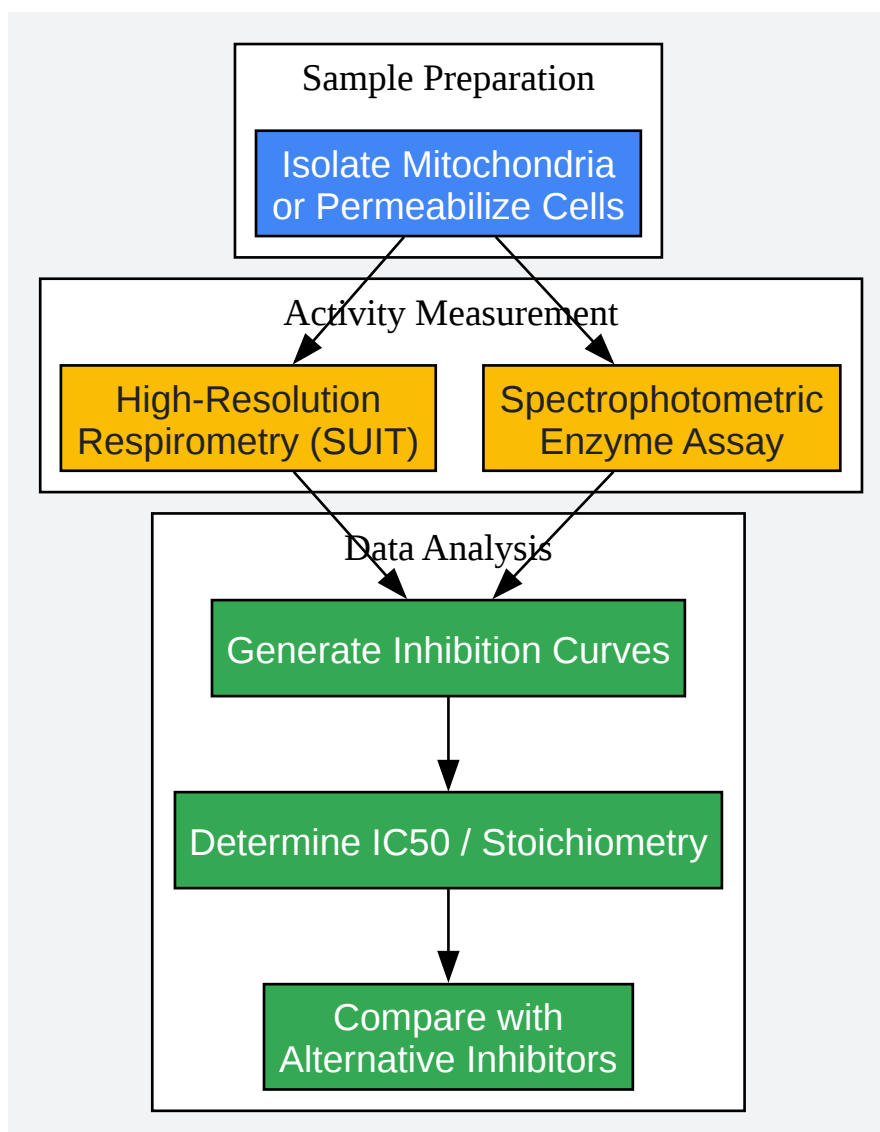 Sample Preparation
Isolate Mitochondria
or Permeabilize Cells
Activity Measurement
High-Resolution
Respirometry (SUIT)
Spectrophotometric
Enzyme Assay
Data Analysis
Generate Inhibition Curves
Determine IC50 / Stoichiometry
Compare with
Alternative Inhibitors